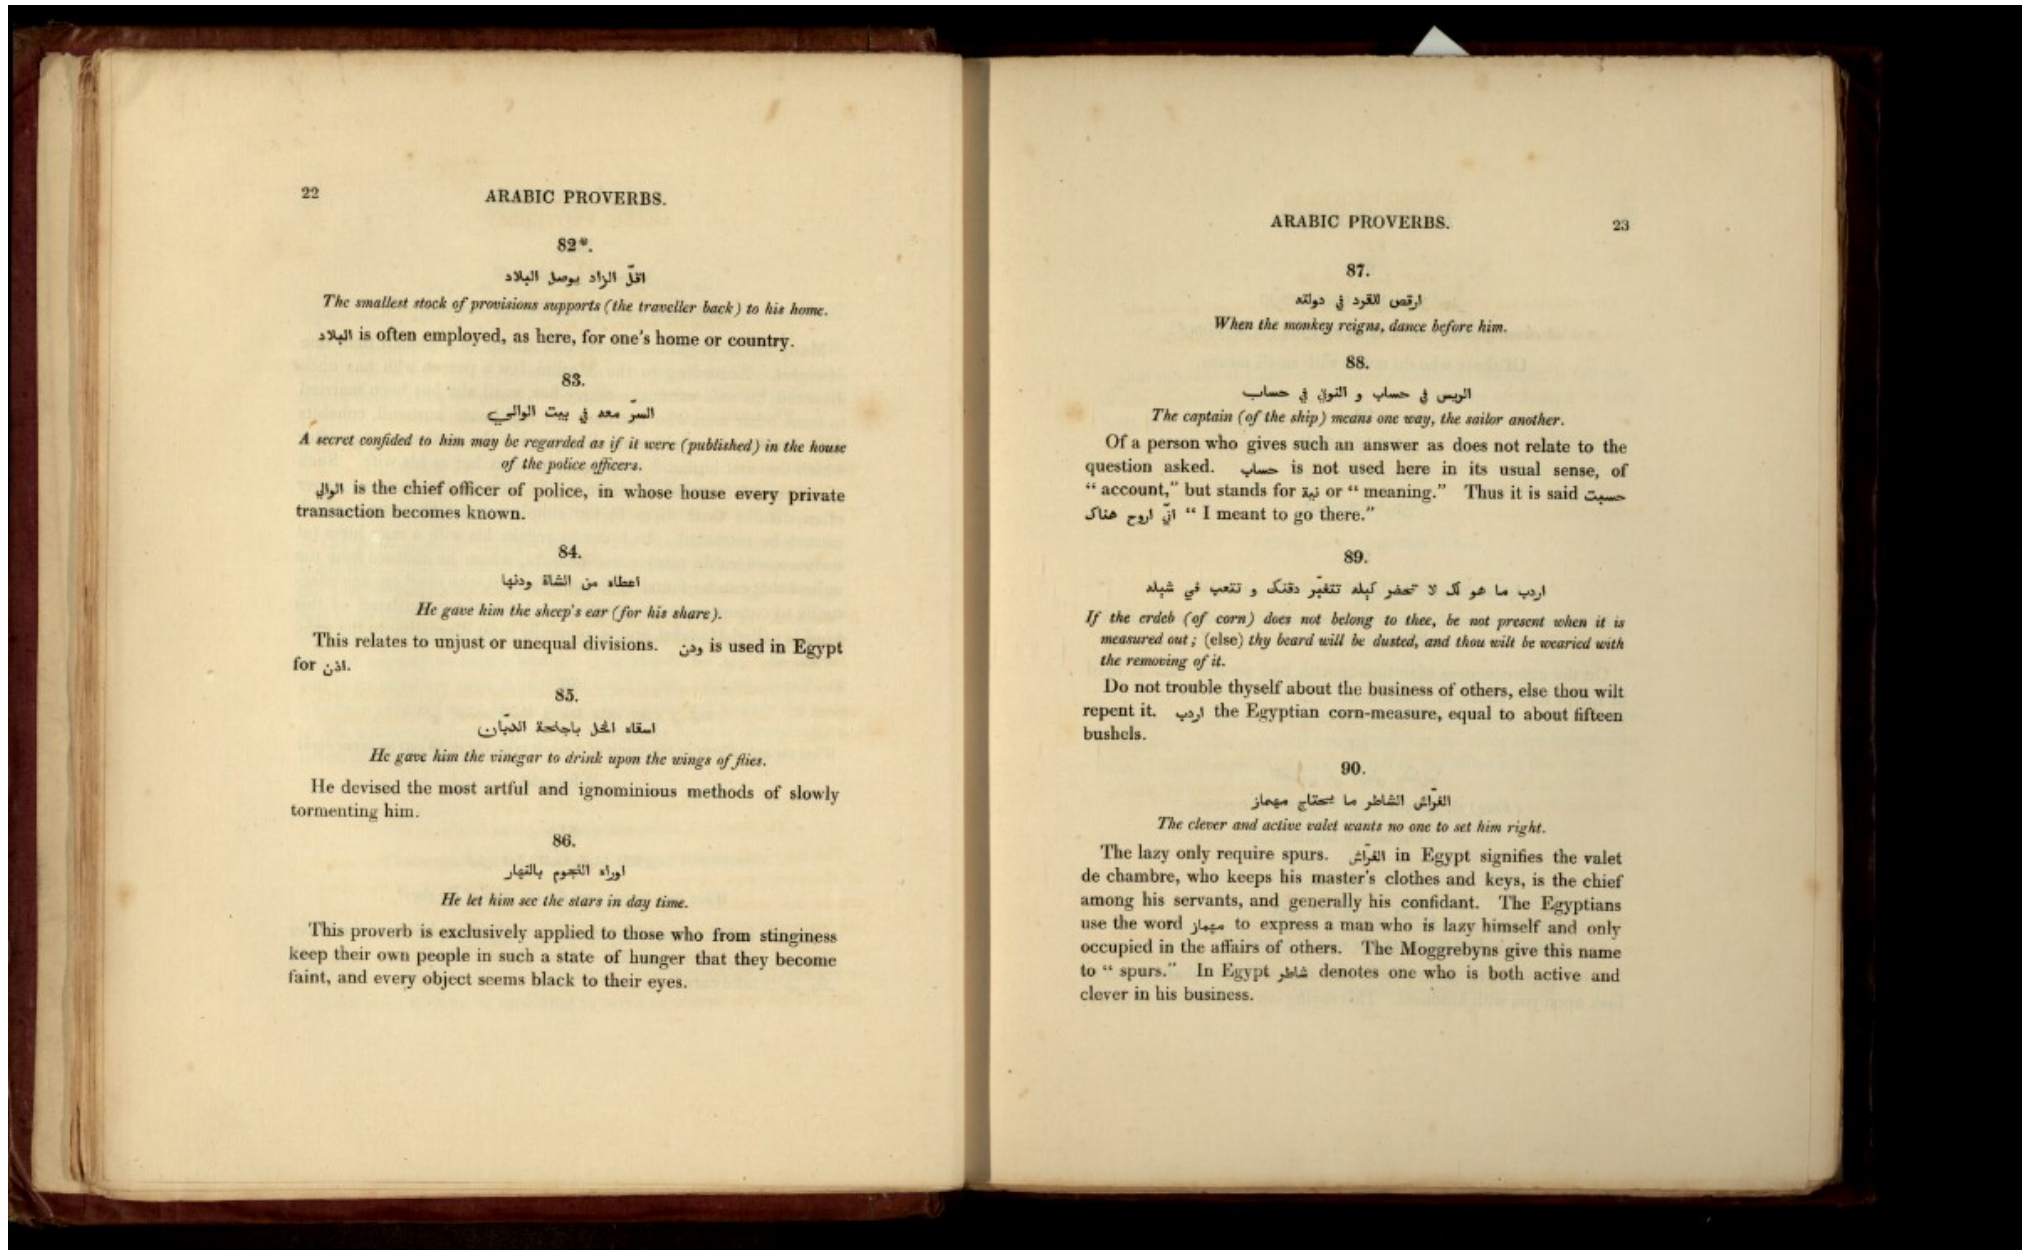 22
ARABIC PROVERBS.
82*.
اقلّ الزاد يوصل البلاد
The smallest stock of provisions supports (the traveller back) to his home.
البلاد is often employed, as here, for one's home or country.
83.
السرّ معه في بيت الوالي
A secret confided to him may be regarded as if it were (published) in the house
of the police officers.
الوالي is the chief officer of police, in whose house every private
transaction becomes known.
84.
اعطاه من الشاة ودنها
He gave him the sheep's ear (for his share).
This relates to unjust or unequal divisions. ودن is used in Egypt
for اذن.
85.
اسقاه الخل باجنحة الدبّان
He gave him the vinegar to drink upon the wings of flies.
He devised the most artful and ignominious methods of slowly
tormenting him.
86.
اوراه النجوم بالنهار
He let him see the stars in day time.
This proverb is exclusively applied to those who from stinginess
keep their own people in such a state of hunger that they become
faint, and every object seems black to their eyes.
ARABIC PROVERBS.
23
87.
ارقص للقرد في دولته
When the monkey reigns, dance before him.
88.
الريس في حساب و النوتي في حساب
The captain (of the ship) means one way, the sailor another.
Of a person who gives such an answer as does not relate to the
question asked. حساب is not used here in its usual sense, of
“ account,” but stands for نية or “ meaning.” Thus it is said حسبت
انّي اروح هناك “ I meant to go there.”
89.
اردب ما هو لك لا تحضر كيله تتغبّر دقنك و تتعب في شيله
If the erdeb (of corn) does not belong to thee, be not present when it is
measured out; (else) thy beard will be dusted, and thou wilt be wearied with
the removing of it.
Do not trouble thyself about the business of others, else thou wilt
repent it. اردب the Egyptian corn-measure, equal to about fifteen
bushels.
90.
الفرّاش الشاطر ما يحتاج مهماز
The clever and active valet wants no one to set him right.
The lazy only require spurs. الفرّاش in Egypt signifies the valet
de chambre, who keeps his master's clothes and keys, is the chief
among his servants, and generally his confidant. The Egyptians
use the word مهماز to express a man who is lazy himself and only
occupied in the affairs of others. The Moggrebyns give this name
to “ spurs.” In Egypt شاطر denotes one who is both active and
clever in his business.